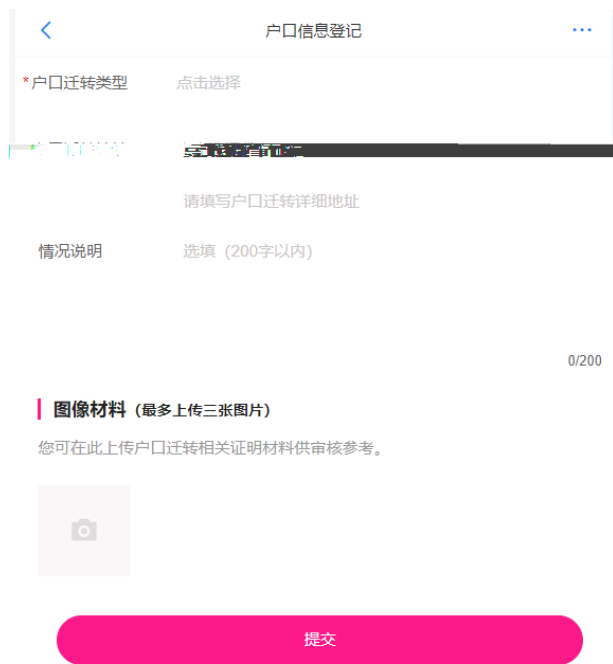 户口信息登记
*户口迁转类型 点击选择
请填写户口迁转详细地址
情况说明 选填（200字以内）
0/200
图像材料（最多上传三张图片）
您可在此上传户口迁转相关证明材料供审核参考。
提交